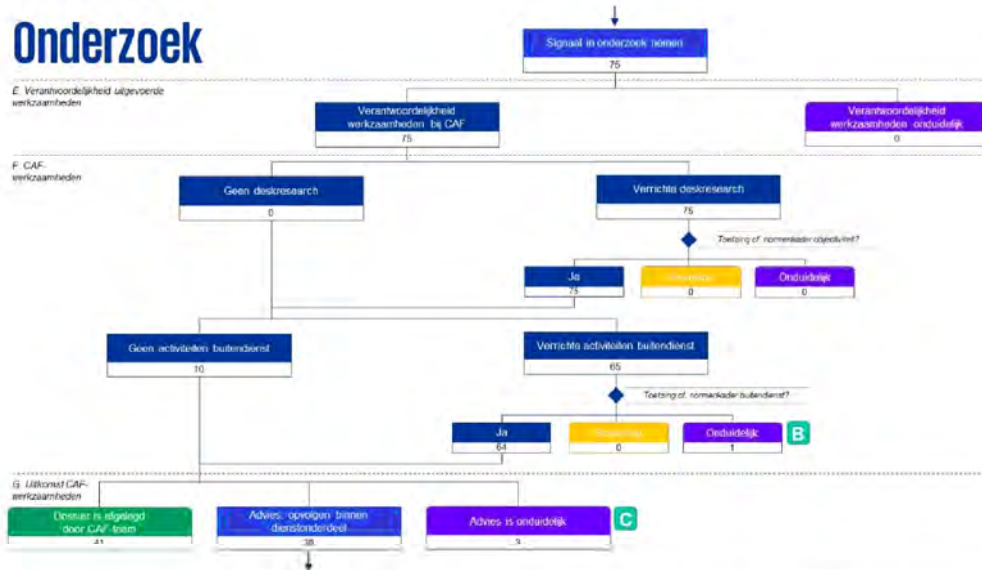 Onderzoek
Signaal in onderzoek nemen
75
E. Verantwoordelijkheid uitgevoerde
werkzaamheden
Verantwoordelijkheid
werkzaamheden bij CAF
75
Verantwoordelijkheid
werkzaamheden onduidelijk
0
F. CAF-
werkzaamheden
Geen deskresearch
0
Verrichte deskresearch
75
Toetsing cf. normenkader objectiviteit?
Ja
75
0
Onduidelijk
0
Geen activiteiten buitendienst
10
Verrichte activiteiten buitendienst
65
Toetsing cf. normenkader buitendienst?
Ja
64
0
Onduidelijk
1
B
G. Uitkomst CAF-
werkzaamheden
Dossier is afgelegd
door CAF-team
Advies: opvolgen binnen
dienstonderdeel
Advies is onduidelijk
C